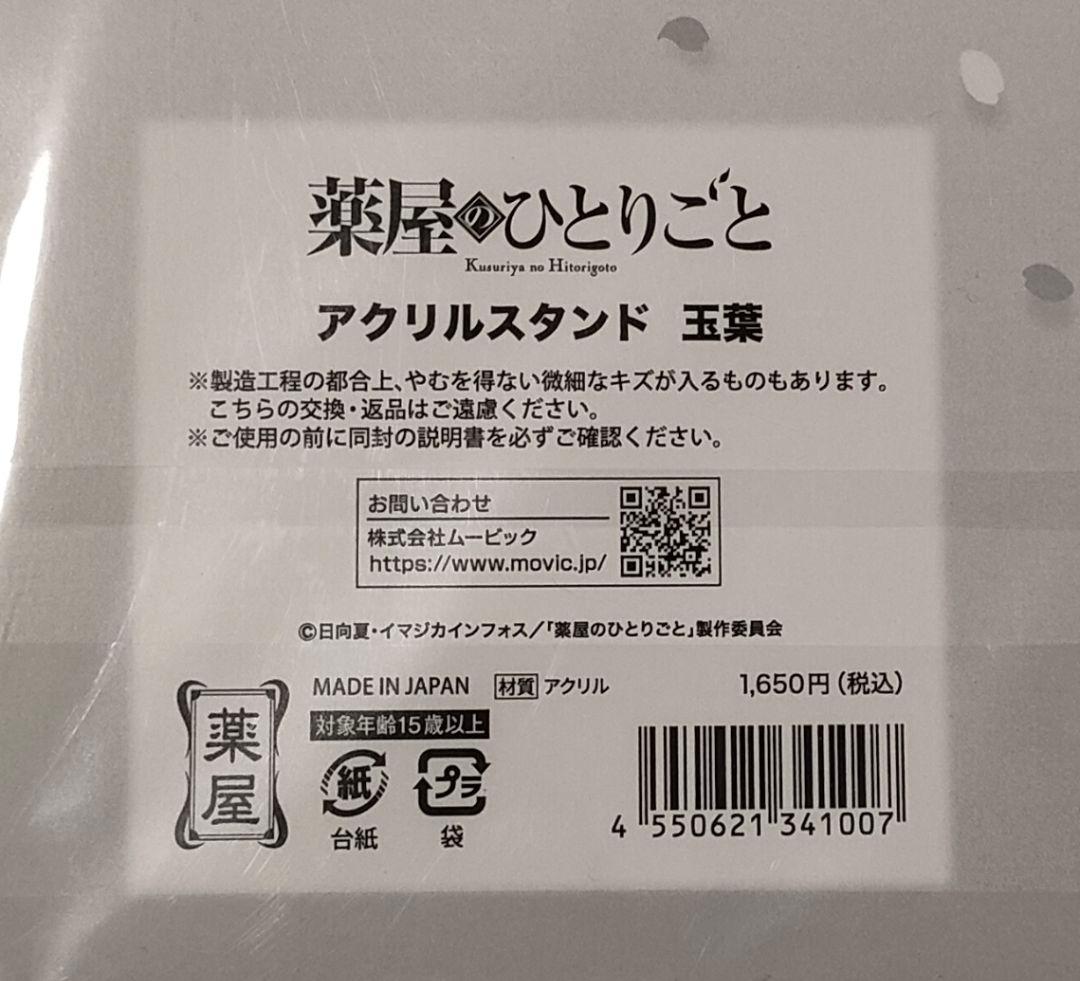 薬屋のひとりごと
Kusuriya no Hitorigoto
アクリルスタンド 玉葉
※製造工程の都合上、やむを得ない微細なキズが入るものもあります。
こちらの交換・返品はご遠慮ください。
※ご使用の前に同封の説明書を必ずご確認ください。
お問い合わせ
株式会社ムービック
https://www.movic.jp/
©日向夏・イマジカインフォス/「薬屋のひとりごと」製作委員会
薬屋
MADE IN JAPAN 材質 アクリル
1,650円(税込)
対象年齢15歳以上
紙
台紙
プラ
袋
4 550621 341007